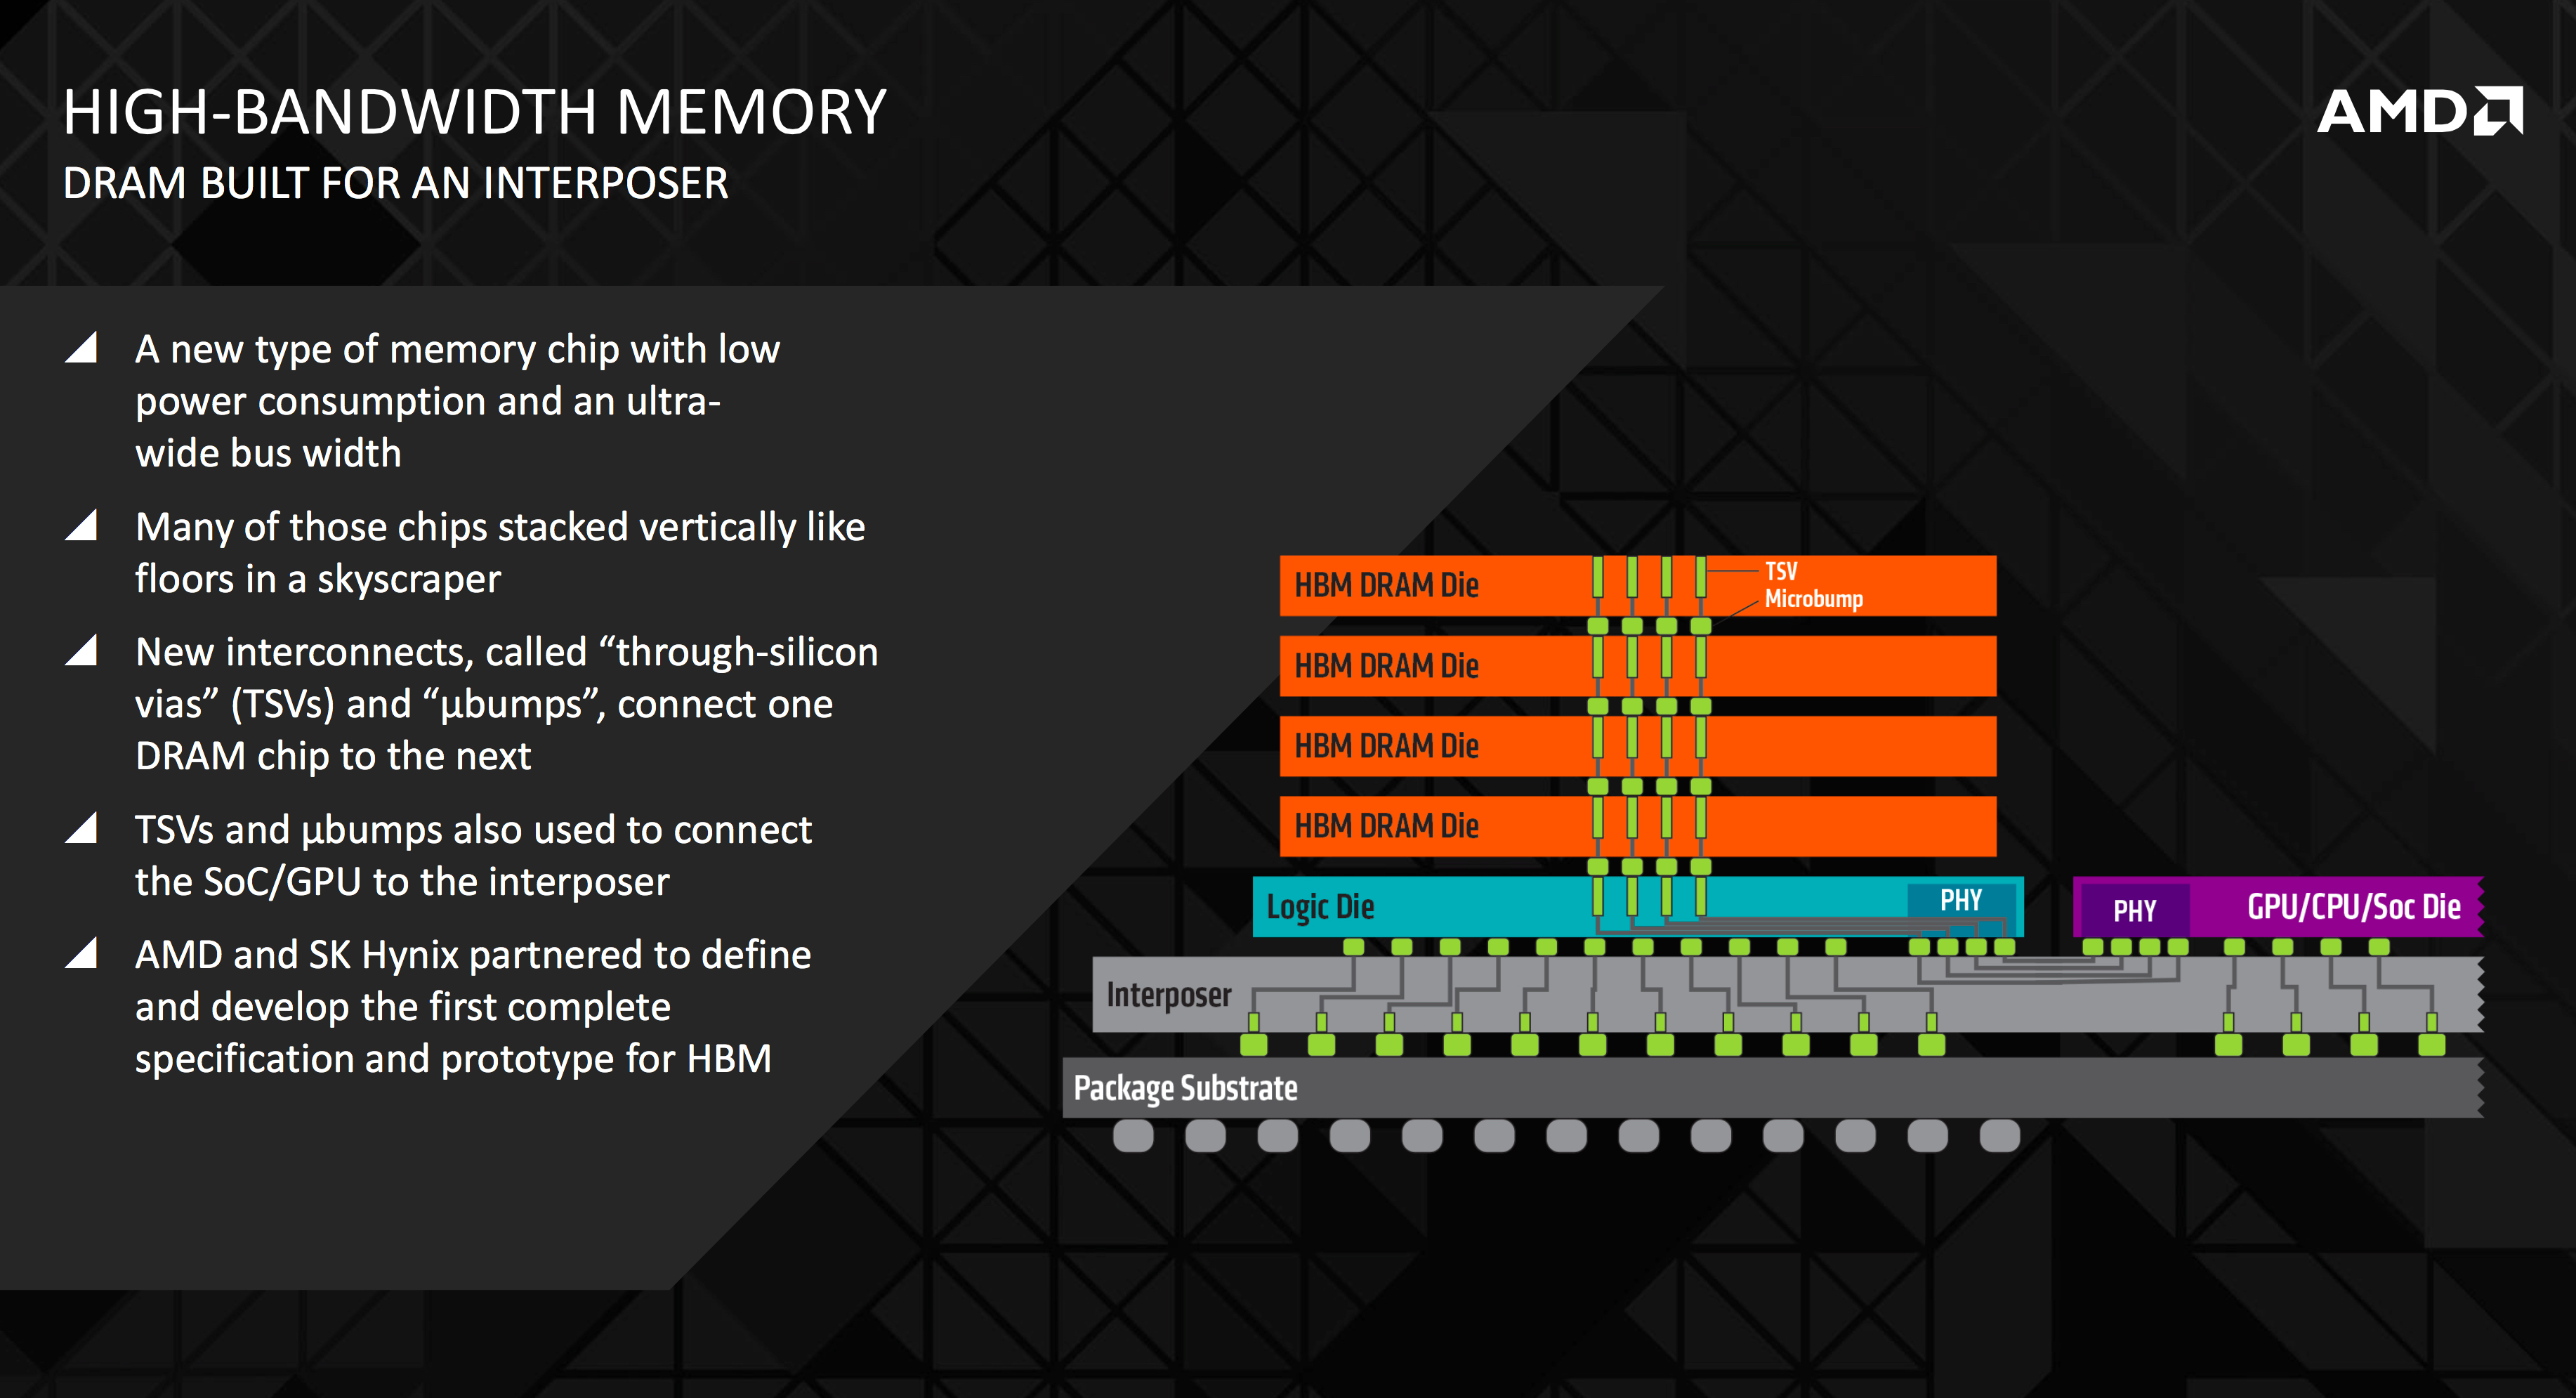 HIGH-BANDWIDTH MEMORY
DRAM BUILT FOR AN INTERPOSER
AMD
A new type of memory chip with low
power consumption and an ultra-
wide bus width
Many of those chips stacked vertically like
floors in a skyscraper
New interconnects, called “through-silicon
vias” (TSVs) and “µbumps”, connect one
DRAM chip to the next
TSVs and µbumps also used to connect
the SoC/GPU to the interposer
AMD and SK Hynix partnered to define
and develop the first complete
specification and prototype for HBM
HBM DRAM Die
TSV
Microbump
HBM DRAM Die
HBM DRAM Die
HBM DRAM Die
Logic Die
PHY
PHY
GPU/CPU/Soc Die
Interposer
Package Substrate